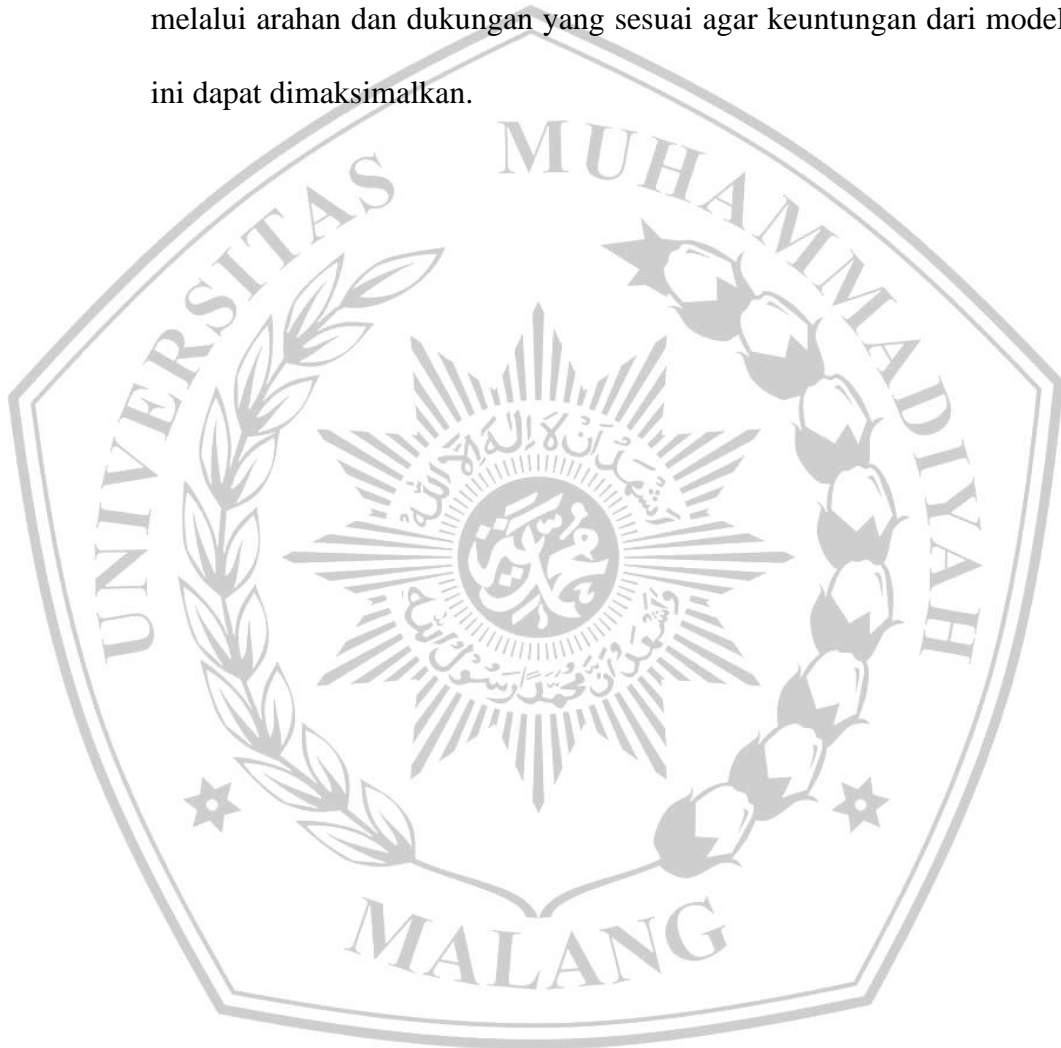 melalui arahan dan dukungan yang sesuai agar keuntungan dari model
ini dapat dimaksimalkan.
UNIVERSITAS MUHAMMADIYAH
MALANG